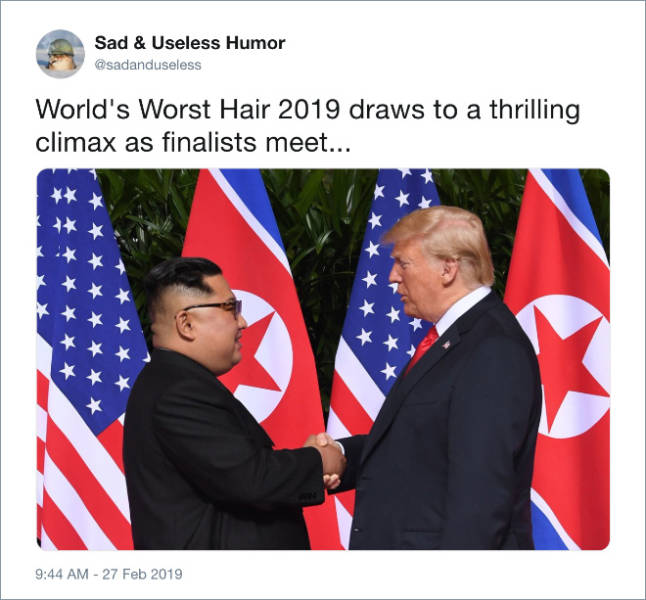 Sad & Useless Humor
@sadanduseless
World's Worst Hair 2019 draws to a thrilling
climax as finalists meet...
9:44 AM - 27 Feb 2019